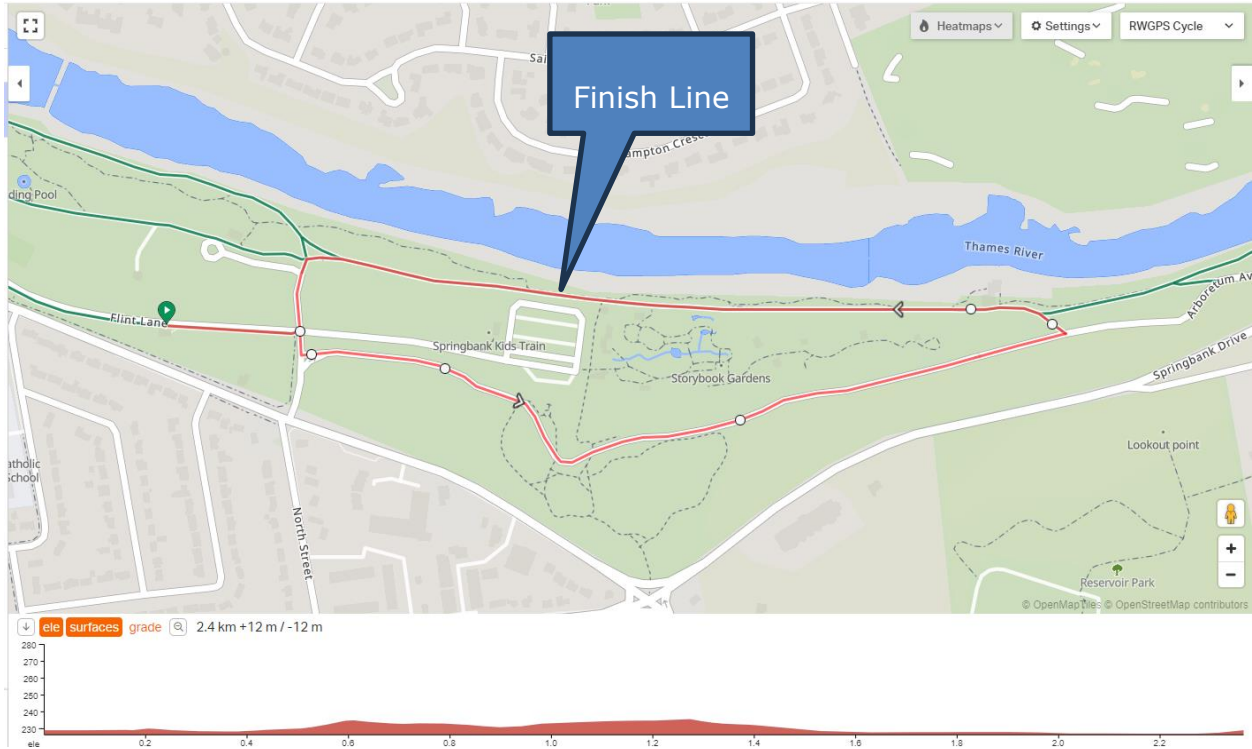 Heatmaps
Settings
RWGPS Cycle
Finish Line
Thames River
Arboretum Av
Springbank Drive
ding Pool
Flint Lane
Springbank Kids Train
Storybook Gardens
Lookout point
atholic
School
North Street
Reservoir Park
© OpenMapTiles © OpenStreetMap contributors
ele surfaces grade 2.4 km +12 m / -12 m
280
270
260
250
240
230
ele 0.2 0.4 0.6 0.8 1.0 1.2 1.4 1.6 1.8 2.0 2.2